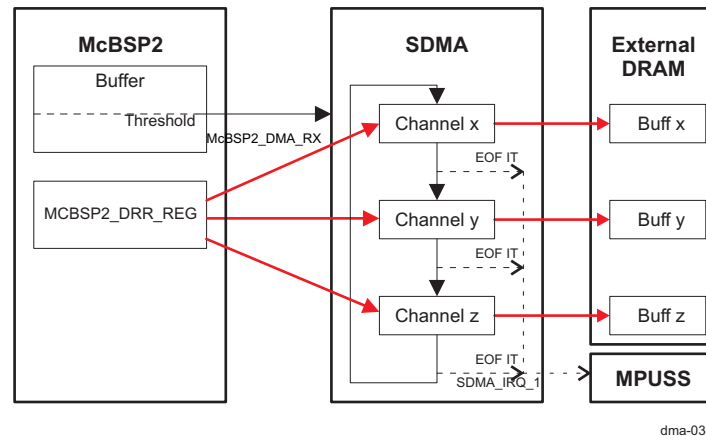 McBSP2
SDMA
External
DRAM
Buffer
Threshold
McBSP2_DMA_RX
Channel x
Buff x
EOF IT
MCBSP2_DRR_REG
Channel y
Buff y
EOF IT
Channel z
Buff z
EOF IT
SDMA_IRQ_1
MPUSS
dma-03